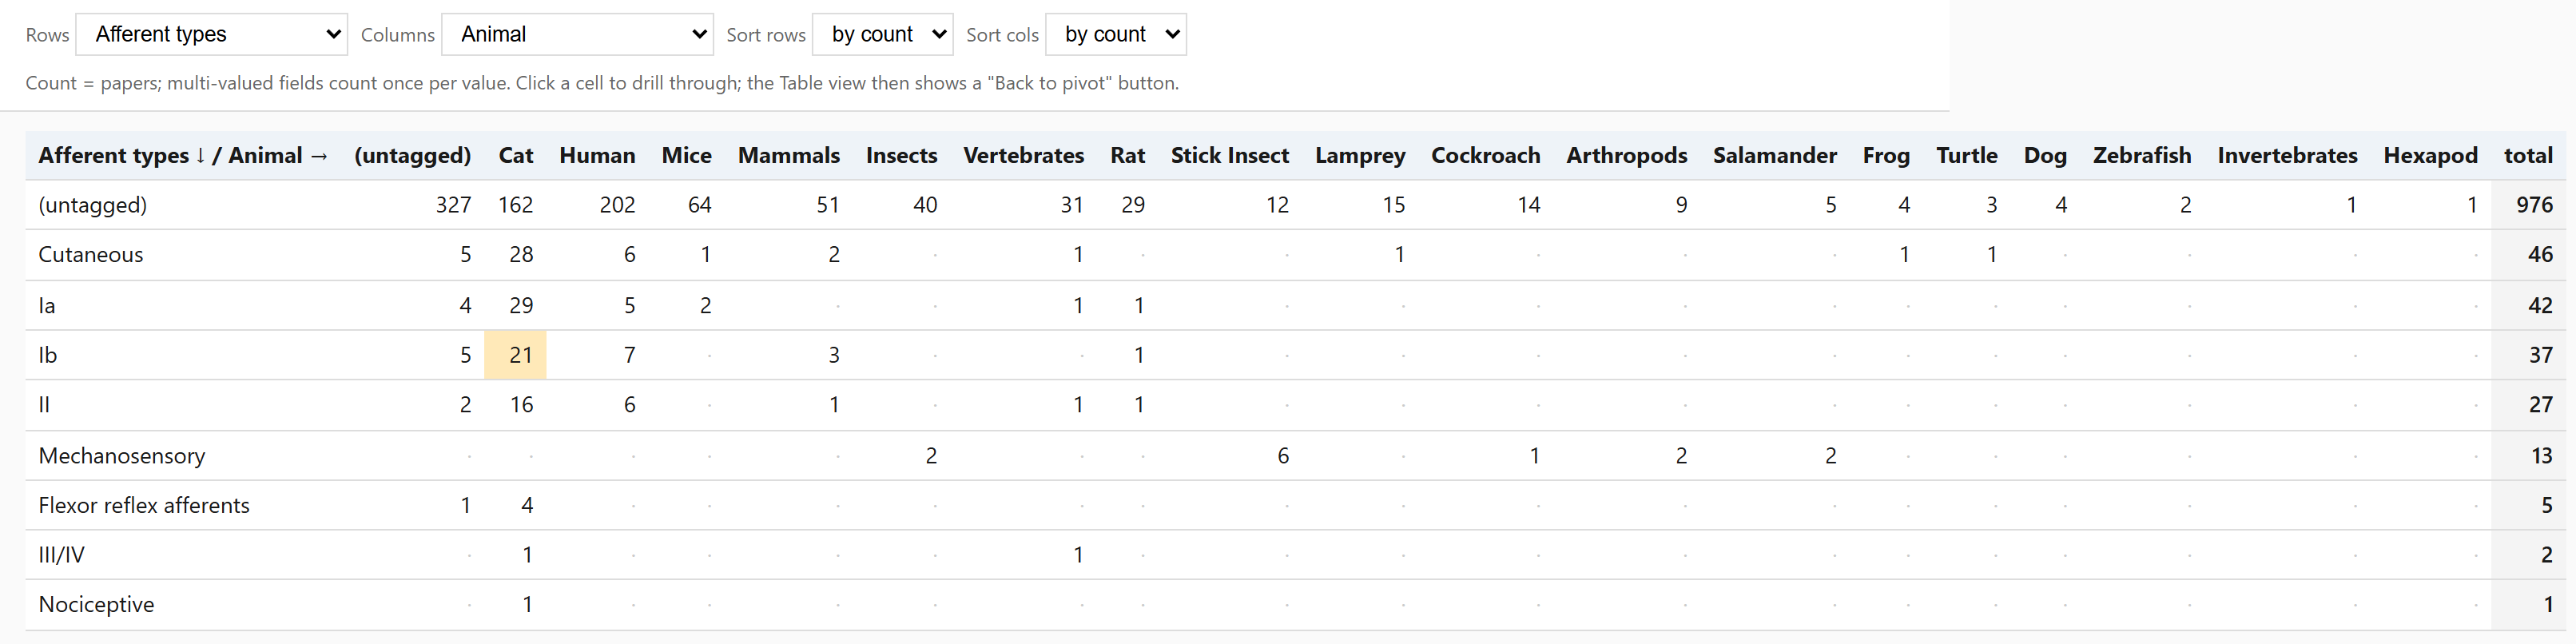 Rows Afferent types Columns Animal Sort rows by count Sort cols by count
Count = papers; multi-valued fields count once per value. Click a cell to drill through; the Table view then shows a "Back to pivot" button.
Afferent types ↓ / Animal → (untagged) Cat Human Mice Mammals Insects Vertebrates Rat Stick Insect Lamprey Cockroach Arthropods Salamander Frog Turtle Dog Zebrafish Invertebrates Hexapod total
(untagged) 327 162 202 64 51 40 31 29 12 15 14 9 5 4 3 4 2 1 1 976
Cutaneous 5 28 6 1 2 · 1 · · 1 · · · 1 1 · · · · 46
Ia 4 29 5 2 · · 1 1 · · · · · · · · · · · 42
Ib 5 21 7 · 3 · · 1 · · · · · · · · · · · 37
II 2 16 6 · 1 · 1 1 · · · · · · · · · · · 27
Mechanosensory · · · · · 2 · · 6 · 1 2 2 · · · · · · 13
Flexor reflex afferents 1 4 · · · · · · · · · · · · · · · · · 5
III/IV · 1 · · · · 1 · · · · · · · · · · · · 2
Nociceptive · 1 · · · · · · · · · · · · · · · · · 1